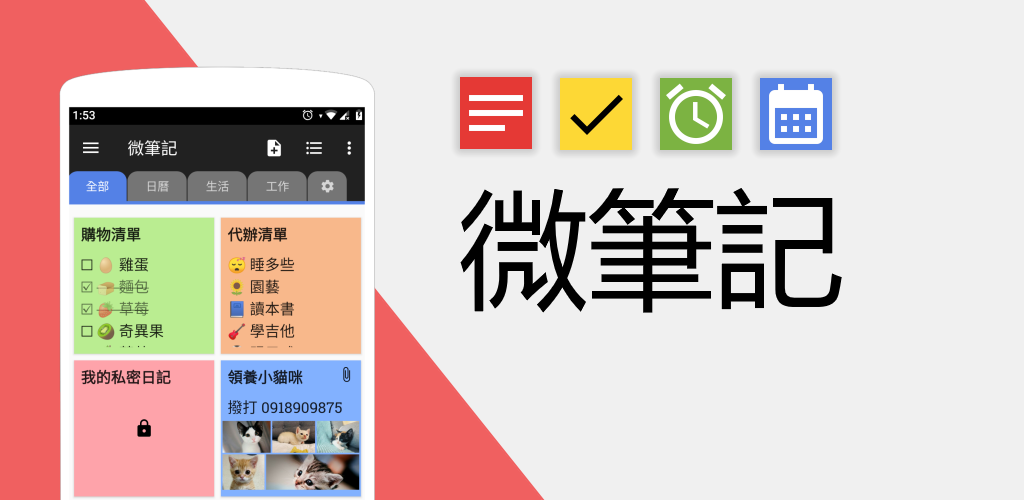 1:53
微筆記
全部 日曆 生活 工作
購物清單
雞蛋
麵包
草莓
奇異果
代辦清單
睡多些
園藝
讀本書
學吉他
我的私密日記
領養小貓咪
撥打 0918909875
微筆記